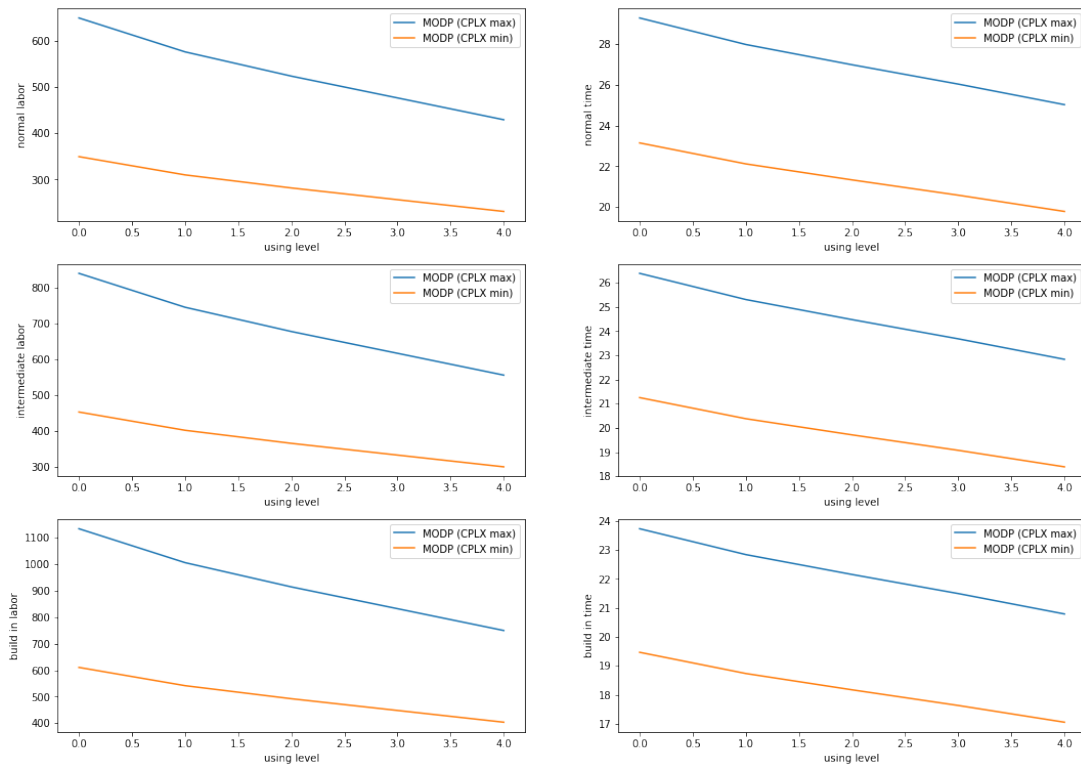 MODP (CPLX max)
MODP (CPLX min)
600
500
400
300
normal labor
0.0 0.5 1.0 1.5 2.0 2.5 3.0 3.5 4.0
using level
MODP (CPLX max)
MODP (CPLX min)
28
26
24
22
20
normal time
0.0 0.5 1.0 1.5 2.0 2.5 3.0 3.5 4.0
using level
MODP (CPLX max)
MODP (CPLX min)
800
700
600
500
400
300
intermediate labor
0.0 0.5 1.0 1.5 2.0 2.5 3.0 3.5 4.0
using level
MODP (CPLX max)
MODP (CPLX min)
26
25
24
23
22
21
20
19
18
intermediate time
0.0 0.5 1.0 1.5 2.0 2.5 3.0 3.5 4.0
using level
MODP (CPLX max)
MODP (CPLX min)
1100
1000
900
800
700
600
500
400
build in labor
0.0 0.5 1.0 1.5 2.0 2.5 3.0 3.5 4.0
using level
MODP (CPLX max)
MODP (CPLX min)
24
23
22
21
20
19
18
17
build in time
0.0 0.5 1.0 1.5 2.0 2.5 3.0 3.5 4.0
using level